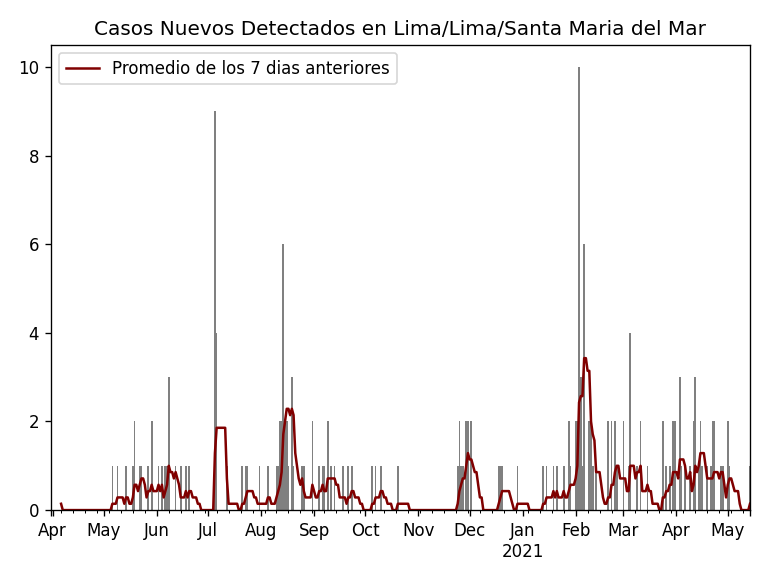 Casos Nuevos Detectados en Lima/Lima/Santa Maria del Mar
Promedio de los 7 dias anteriores
10
8
6
4
2
0
Apr May Jun Jul Aug Sep Oct Nov Dec Jan Feb Mar Apr May
2021